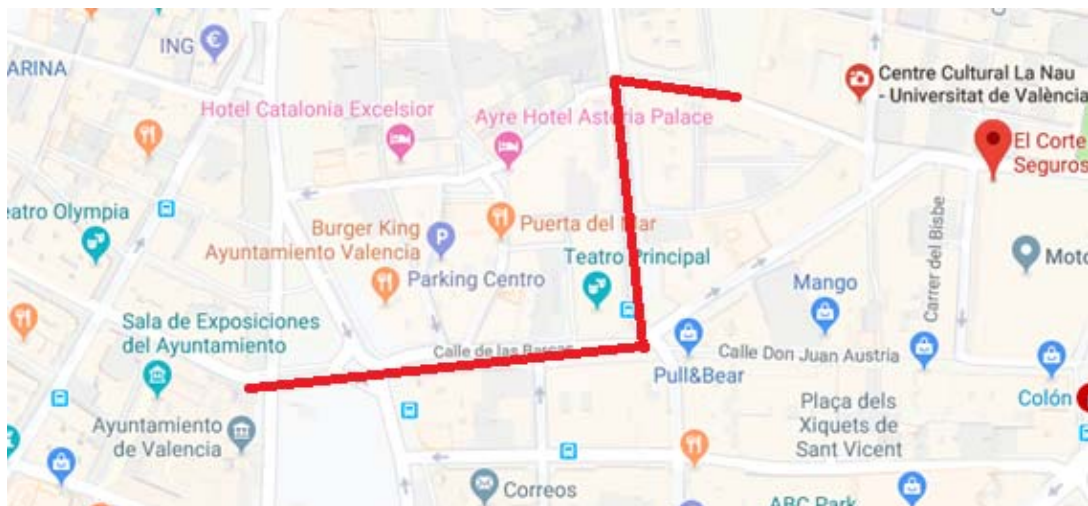 ING
ARINA
Centre Cultural La Nau
- Universitat de València
Hotel Catalonia Excelsior
Ayre Hotel Astoria Palace
El Corte
Seguros
eatro Olympia
Burger King
Ayuntamiento Valencia
Puerta del Mar
Parking Centro
Teatro Principal
Carrer del Bisbe
Moto
Mango
Sala de Exposiciones
del Ayuntamiento
Calle de las Barcas
Calle Don Juan Austria
Pull&Bear
Colón
Ayuntamiento
de Valencia
Plaça dels
Xiquets de
Sant Vicent
Correos
ABC Park